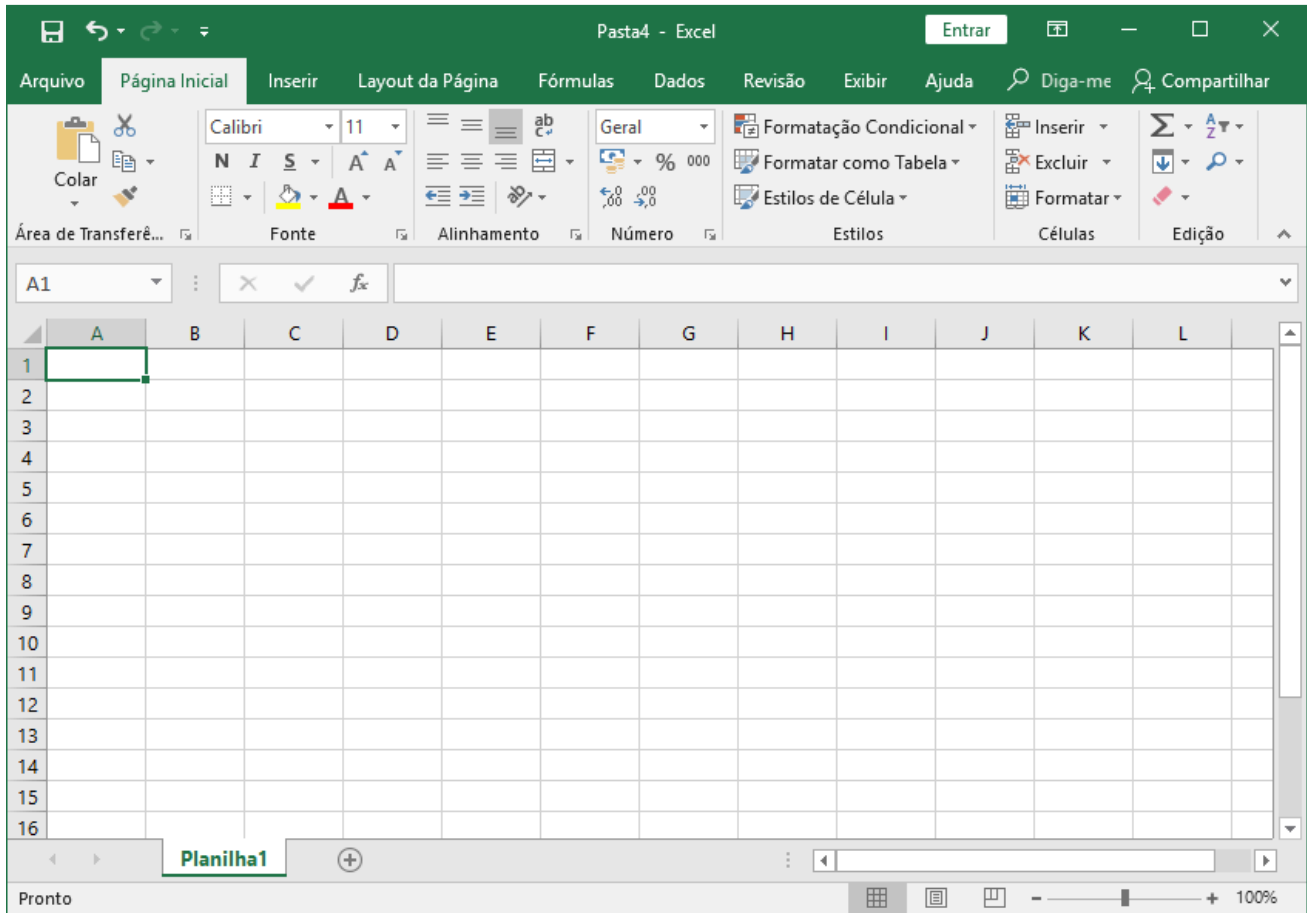 Pasta4 - Excel
Entrar
Arquivo Página Inicial Inserir Layout da Página Fórmulas Dados Revisão Exibir Ajuda Diga-me Compartilhar
Colar
Calibri 11
N I S A A
A
ab
c
Geral
% 000
,00 ,00
,0
Formatação Condicional
Formatar como Tabela
Estilos de Célula
Inserir
Excluir
Formatar
Σ A Z
Área de Transferê... Fonte Alinhamento Número Estilos Células Edição
A1 fx
A B C D E F G H I J K L
1
2
3
4
5
6
7
8
9
10
11
12
13
14
15
16
Planilha1
Pronto 100%